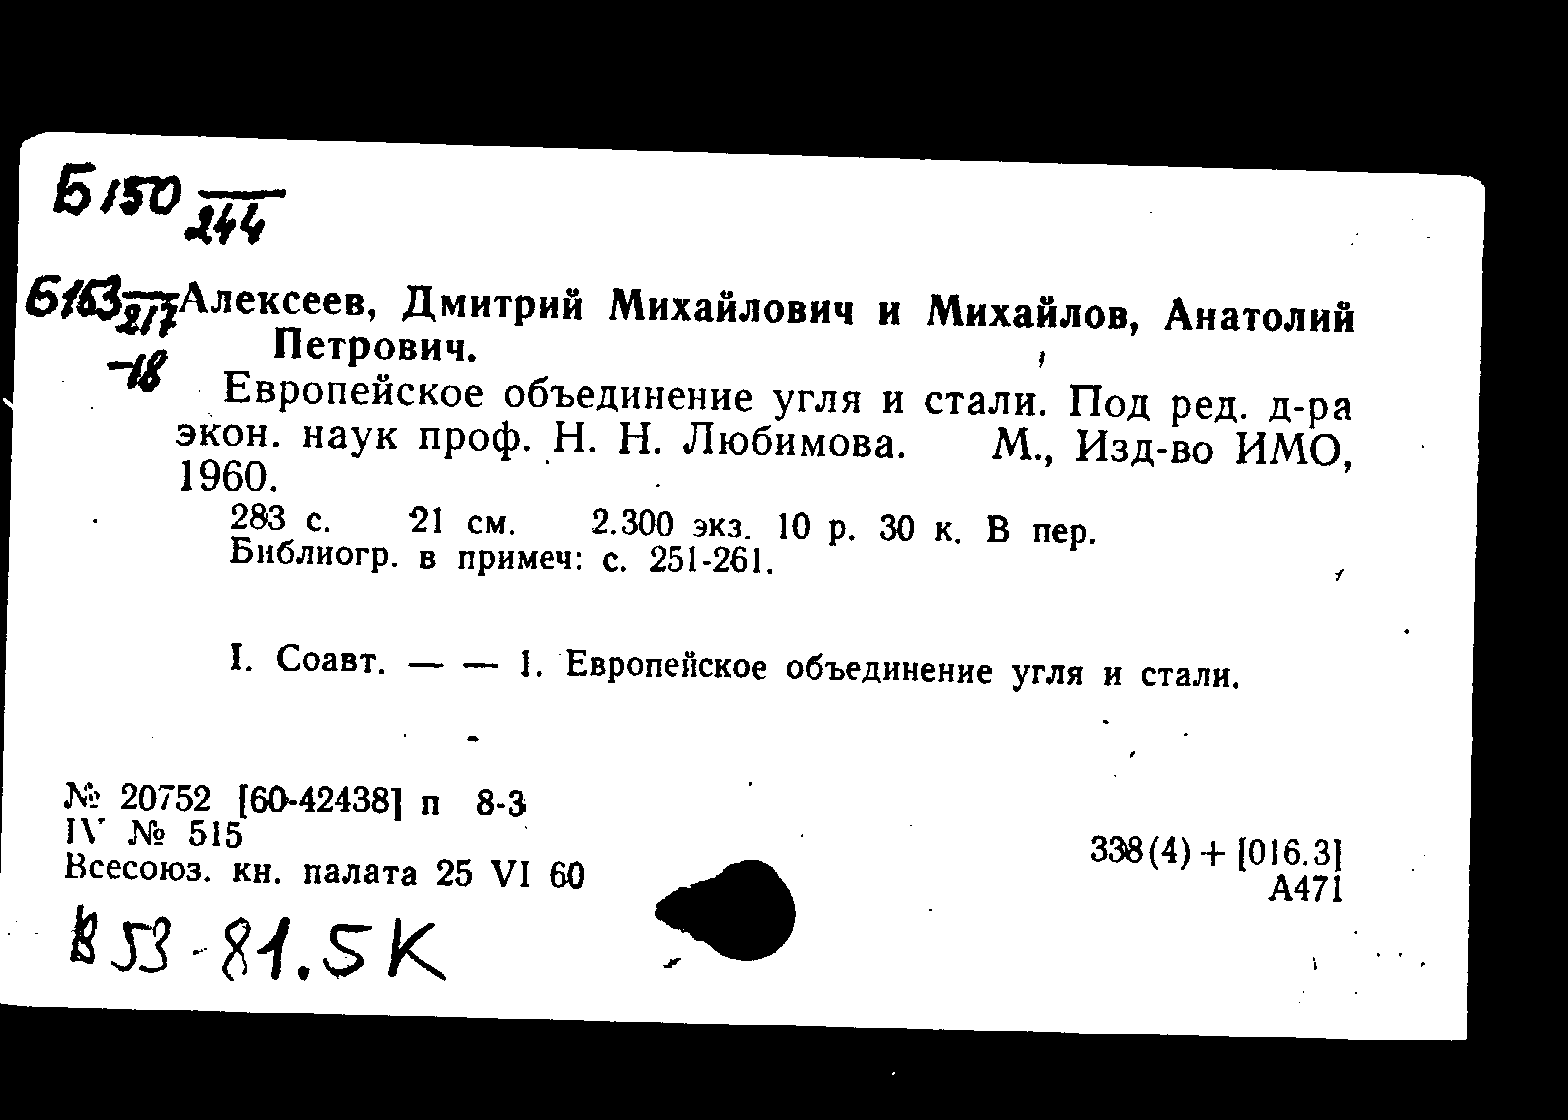 Б150 244
Б163 217
-18
Алексеев, Дмитрий Михайлович и Михайлов, Анатолий
Петрович.
Европейское объединение угля и стали. Под ред. д-ра
экон. наук проф. Н. Н. Любимова. М., Изд-во ИМО,
1960.
283 с. 21 см. 2.300 экз. 10 р. 30 к. В пер.
Библиогр. в примеч: с. 251-261.
I. Соавт. — — 1. Европейское объединение угля и стали.
№ 20752 [60-42438] п 8-3
IV № 515
Всесоюз. кн. палата 25 VI 60
338(4) + [016.3]
А471
В 53-81.5К